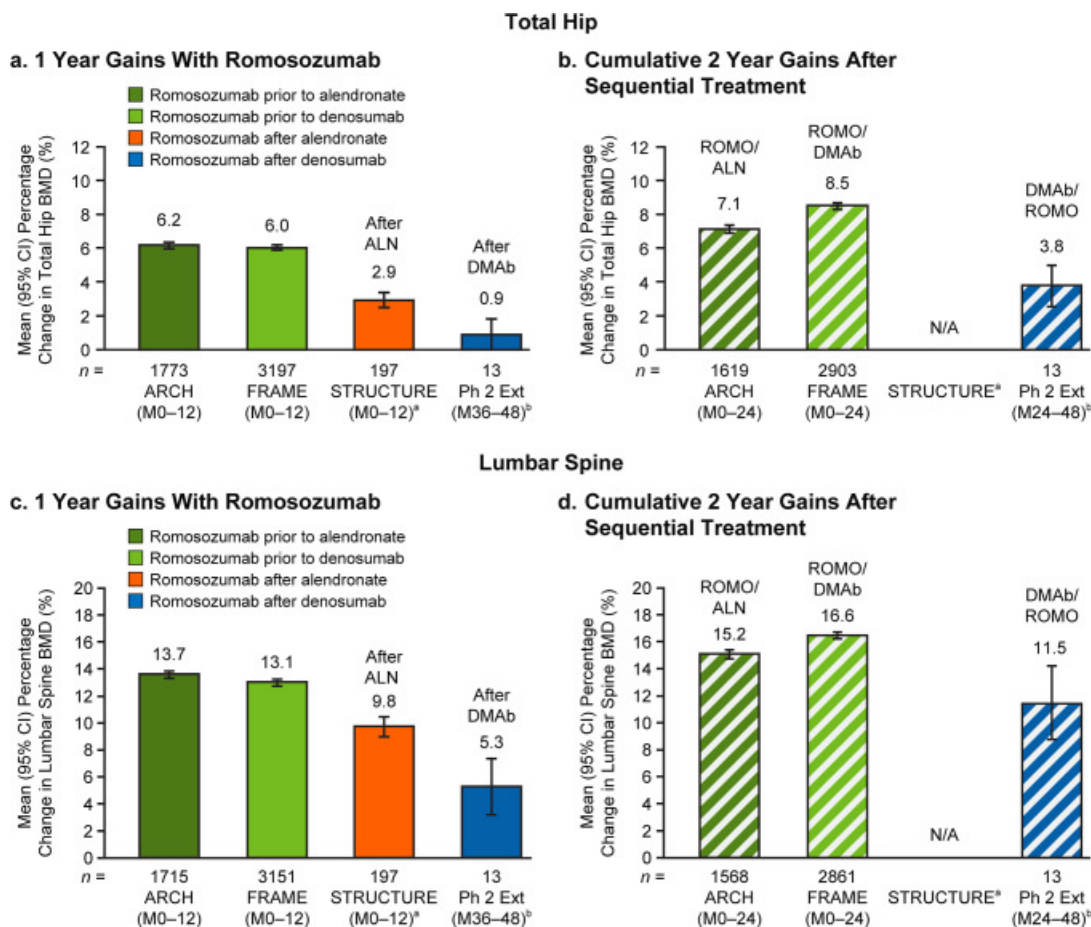 Total Hip
a. 1 Year Gains With Romosozumab
Romosozumab prior to alendronate
Romosozumab prior to denosumab
Romosozumab after alendronate
Romosozumab after denosumab
Mean (95% CI) Percentage
Change in Total Hip BMD (%)
12
10
8
6
4
2
0
6.2
6.0
After
ALN
2.9
After
DMAb
0.9
n =
1773
3197
197
13
ARCH
FRAME
STRUCTURE
Ph 2 Ext
(M0–12)
(M0–12)
(M0–12)ᵃ
(M36–48)ᵇ
b. Cumulative 2 Year Gains After
Sequential Treatment
Mean (95% CI) Percentage
Change in Total Hip BMD (%)
12
10
8
6
4
2
0
ROMO/
ALN
7.1
ROMO/
DMAb
8.5
N/A
DMAb/
ROMO
3.8
n =
1619
2903
13
ARCH
FRAME
STRUCTUREᵃ
Ph 2 Ext
(M0–24)
(M0–24)
(M24–48)ᵇ
Lumbar Spine
c. 1 Year Gains With Romosozumab
Romosozumab prior to alendronate
Romosozumab prior to denosumab
Romosozumab after alendronate
Romosozumab after denosumab
Mean (95% CI) Percentage
Change in Lumbar Spine BMD (%)
20
18
16
14
12
10
8
6
4
2
0
13.7
13.1
After
ALN
9.8
After
DMAb
5.3
n =
1715
3151
197
13
ARCH
FRAME
STRUCTURE
Ph 2 Ext
(M0–12)
(M0–12)
(M0–12)ᵃ
(M36–48)ᵇ
d. Cumulative 2 Year Gains After
Sequential Treatment
Mean (95% CI) Percentage
Change in Lumbar Spine BMD (%)
20
18
16
14
12
10
8
6
4
2
0
ROMO/
ALN
15.2
ROMO/
DMAb
16.6
N/A
DMAb/
ROMO
11.5
n =
1568
2861
13
ARCH
FRAME
STRUCTUREᵃ
Ph 2 Ext
(M0–24)
(M0–24)
(M24–48)ᵇ